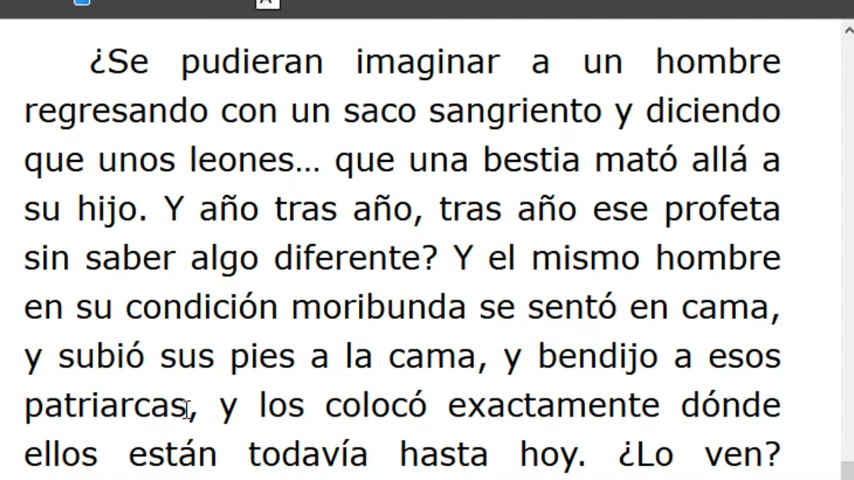 ¿Se pudieran imaginar a un hombre
regresando con un saco sangriento y diciendo
que unos leones... que una bestia mató allá a
su hijo. Y año tras año, tras año ese profeta
sin saber algo diferente? Y el mismo hombre
en su condición moribunda se sentó en cama,
y subió sus pies a la cama, y bendijo a esos
patriarcas, y los colocó exactamente dónde
ellos están todavía hasta hoy. ¿Lo ven?